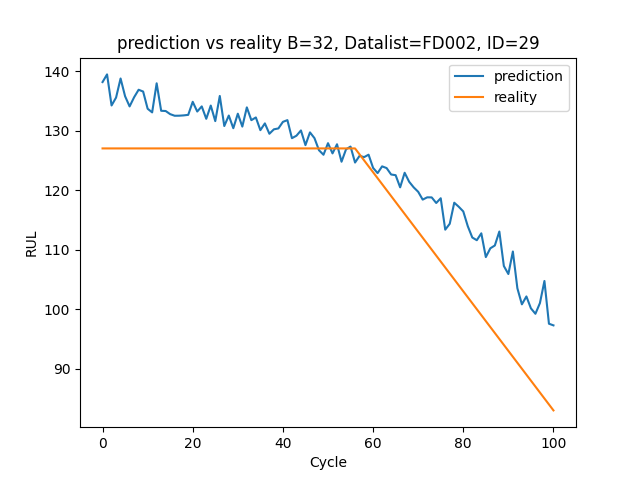 prediction vs reality B=32, Datalist=FD002, ID=29
prediction
reality
RUL
140
130
120
110
100
90
0 20 40 60 80 100
Cycle